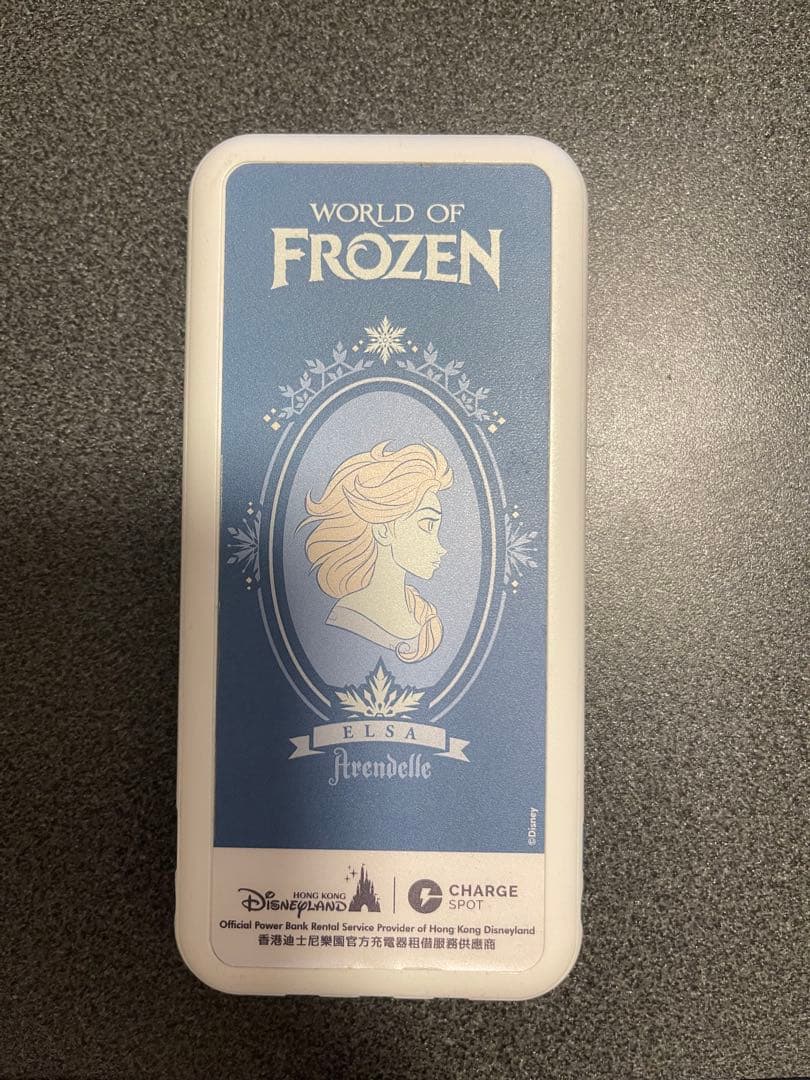 WORLD OF
FROZEN
ELSA
Arendelle
©Disney
HONG KONG
DISNEYLAND
CHARGE
SPOT
Official Power Bank Rental Service Provider of Hong Kong Disneyland
香港迪士尼樂園官方充電器租借服務供應商